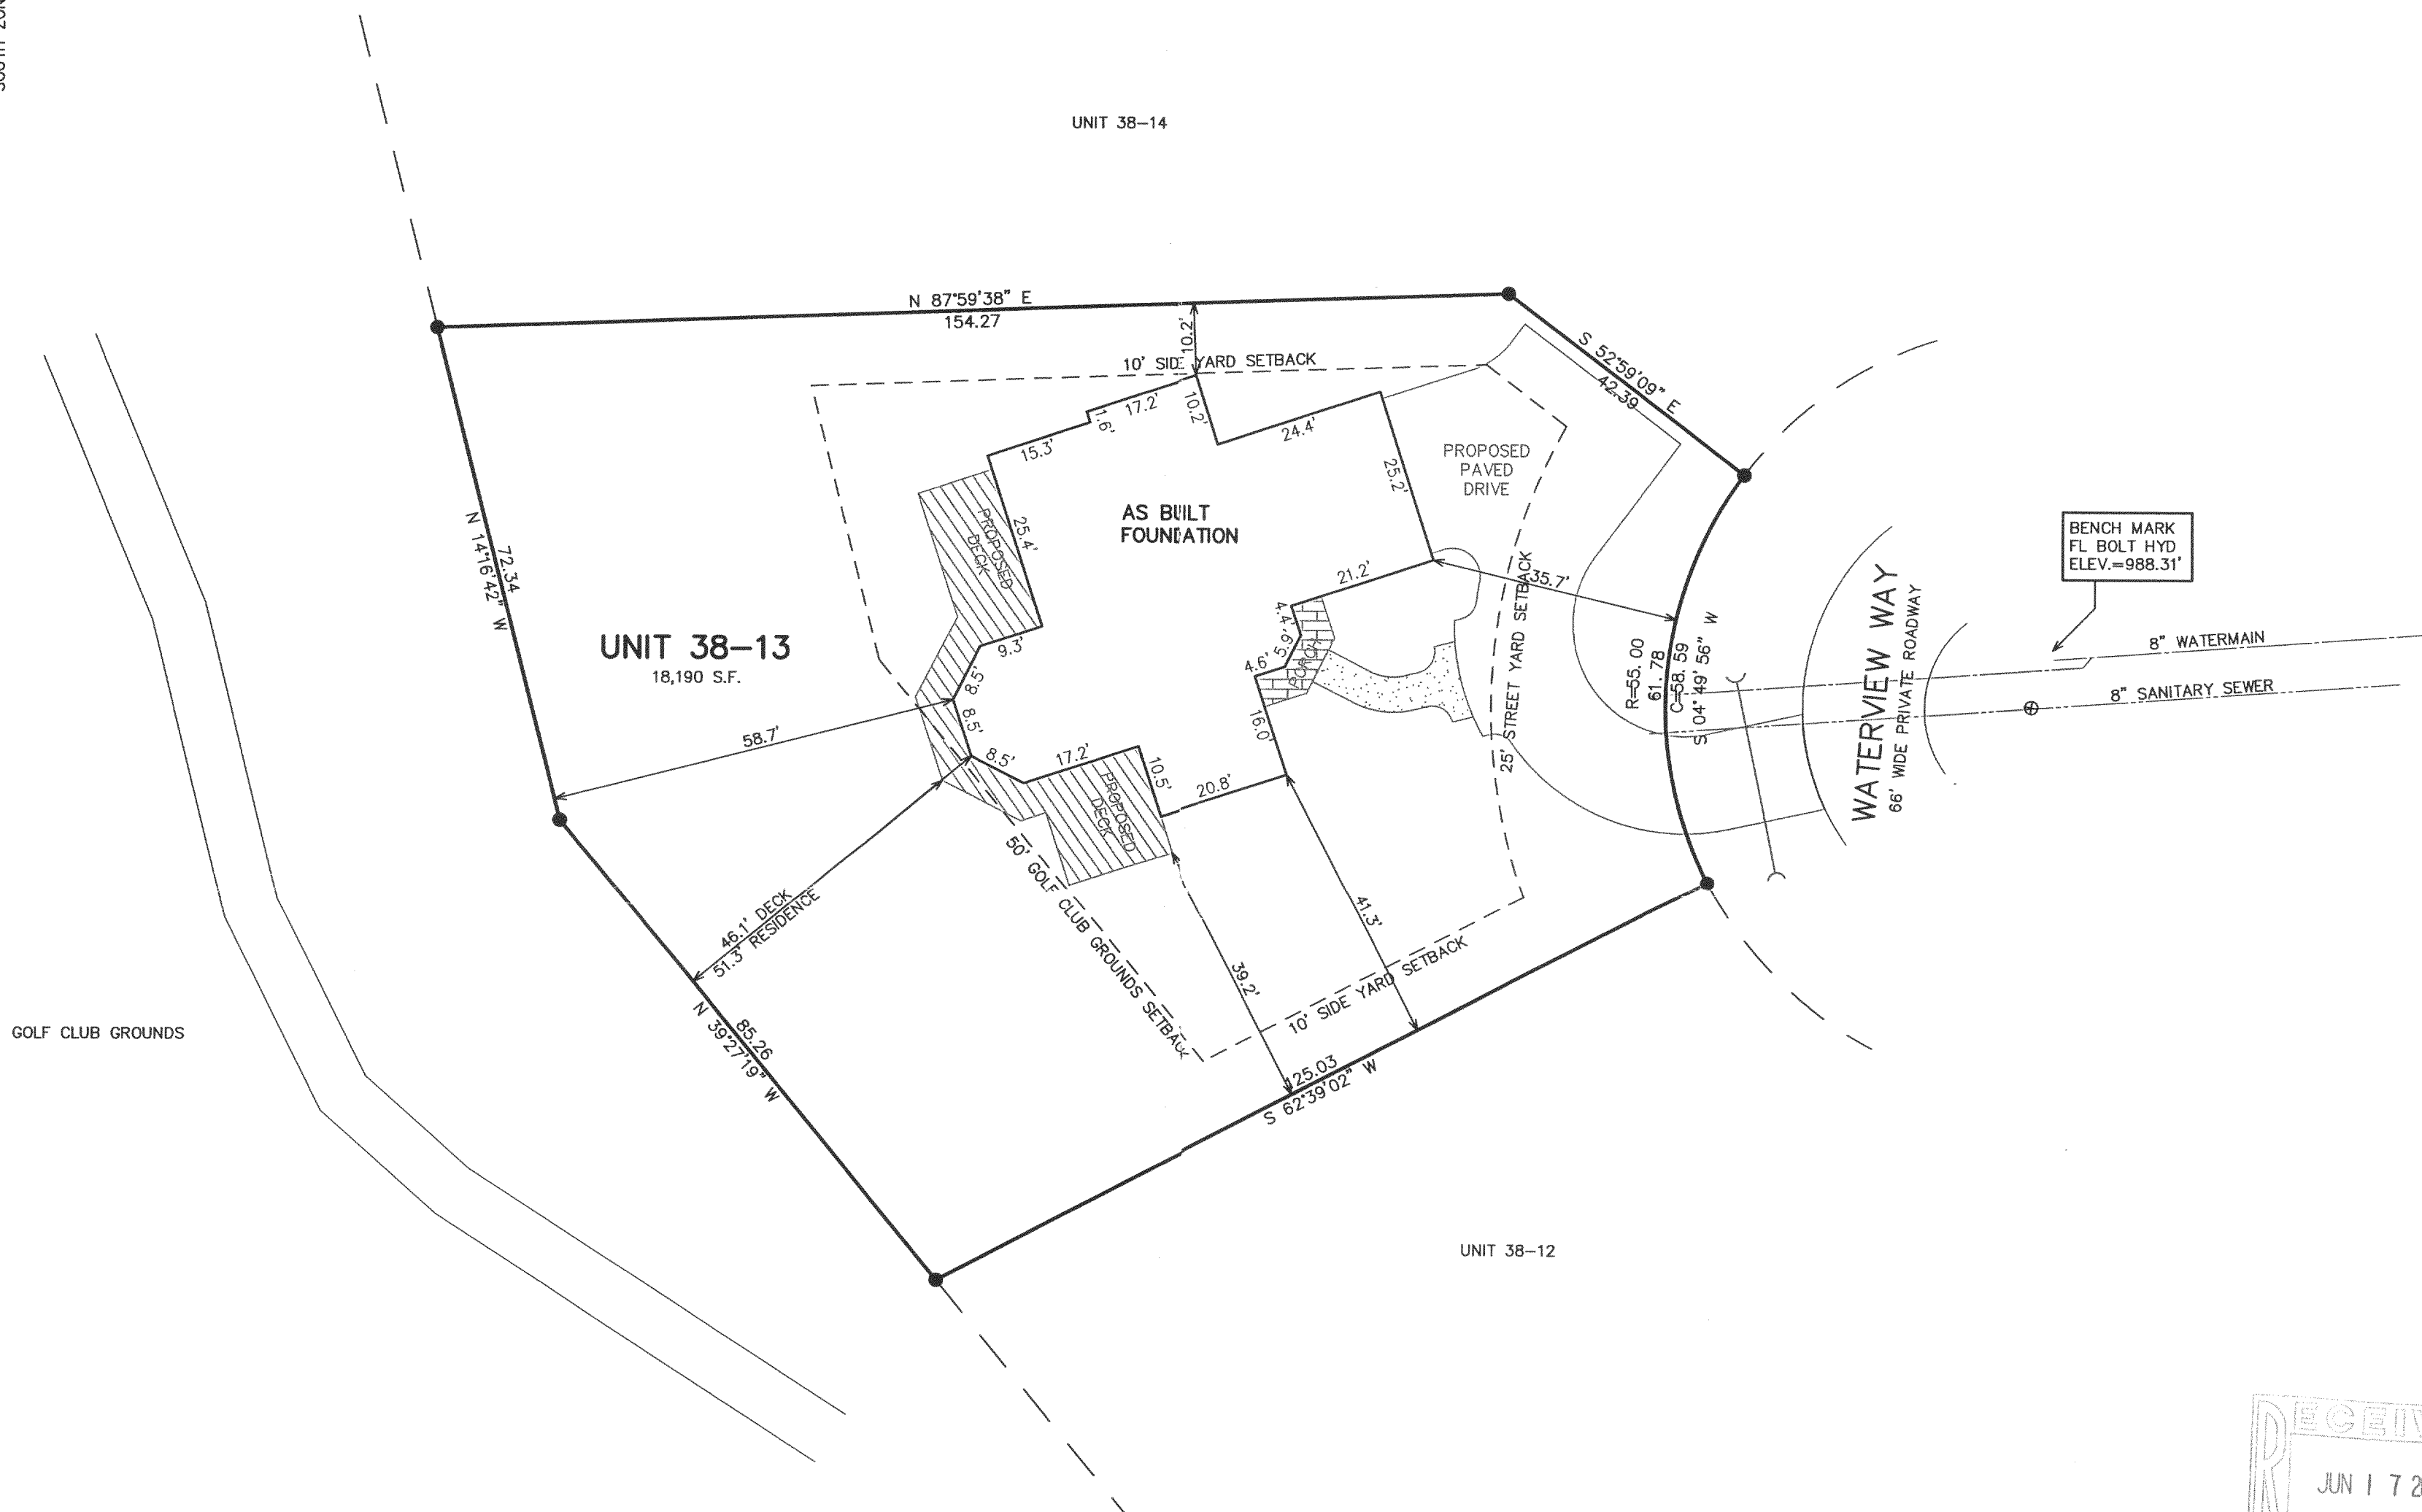 UNIT 38-14
N 87°59'38" E
154.27
10.2'
10' SIDE YARD SETBACK
S 52°59'09" E
42.39
17.2'
1.6'
10.2'
24.4'
15.3'
25.2'
PROPOSED
PAVED
DRIVE
AS BUILT
FOUNDATION
BENCH MARK
FL BOLT HYD
ELEV.=988.31'
PROPOSED
DECK
25.4'
N 14°16'42" W
72.34
UNIT 38-13
18,190 S.F.
21.2'
35.7'
4.4'
5.9'
4.6'
PORCH
9.3'
8.5'
8.5'
8.5'
17.2'
10.5'
16.0'
20.8'
58.7'
25' STREET YARD SETBACK
R=55.00
61.78
C=58.59
S 04°49'56" W
WATERVIEW WAY
66' WIDE PRIVATE ROADWAY
8" WATERMAIN
8" SANITARY SEWER
PROPOSED
DECK
46.1' DECK
51.3' RESIDENCE
50' GOLF CLUB GROUNDS SETBACK
41.3'
39.2'
10' SIDE YARD SETBACK
85.26
N 39°27'19" W
125.03
S 62°39'02" W
GOLF CLUB GROUNDS
UNIT 38-12
JUN 17 2